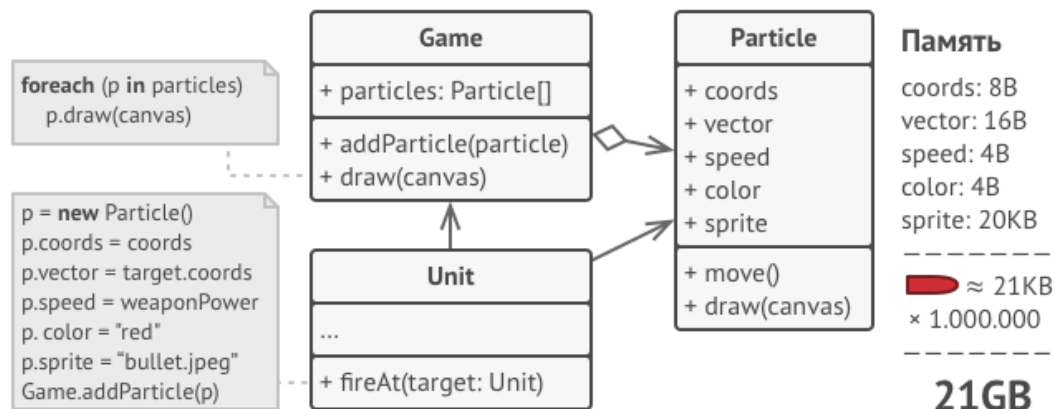 foreach (p in particles)
p.draw(canvas)
p = new Particle()
p.coords = coords
p.vector = target.coords
p.speed = weaponPower
p. color = "red"
p.sprite = “bullet.jpeg”
Game.addParticle(p)
Game
+ particles: Particle[]
+ addParticle(particle)
+ draw(canvas)
Unit
...
+ fireAt(target: Unit)
Particle
+ coords
+ vector
+ speed
+ color
+ sprite
+ move()
+ draw(canvas)
Память
coords: 8B
vector: 16B
speed: 4B
color: 4B
sprite: 20KB
≈ 21KB
× 1.000.000
21GB